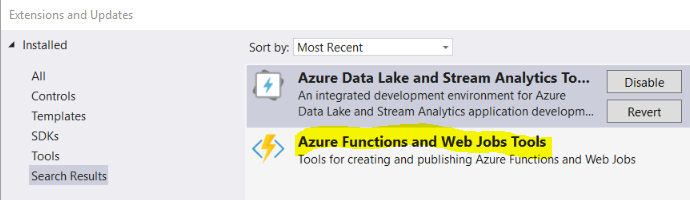 Extensions and Updates
Installed
All
Controls
Templates
SDKs
Tools
Search Results
Sort by: Most Recent
Azure Data Lake and Stream Analytics To...
An integrated development environment for Azure
Data Lake and Stream Analytics application developm...
Disable
Revert
Azure Functions and Web Jobs Tools
Tools for creating and publishing Azure Functions and Web Jobs